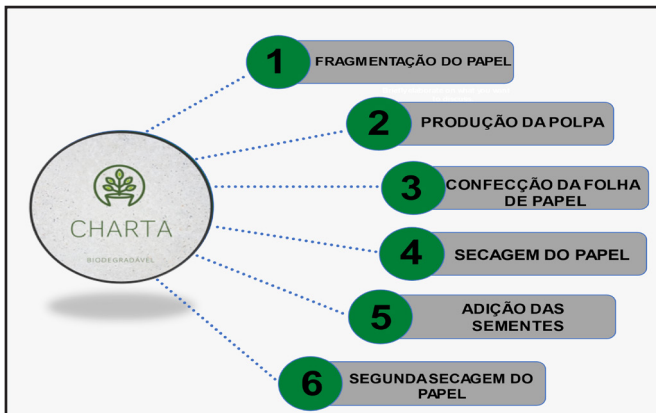 1
FRAGMENTAÇÃO DO PAPEL
2
PRODUÇÃO DA POLPA
3
CONFECÇÃO DA FOLHA
DE PAPEL
CHARTA
BIODEGRADÁVEL
4
SECAGEM DO PAPEL
5
ADIÇÃO DAS
SEMENTES
6
SEGUNDA SECAGEM DO
PAPEL